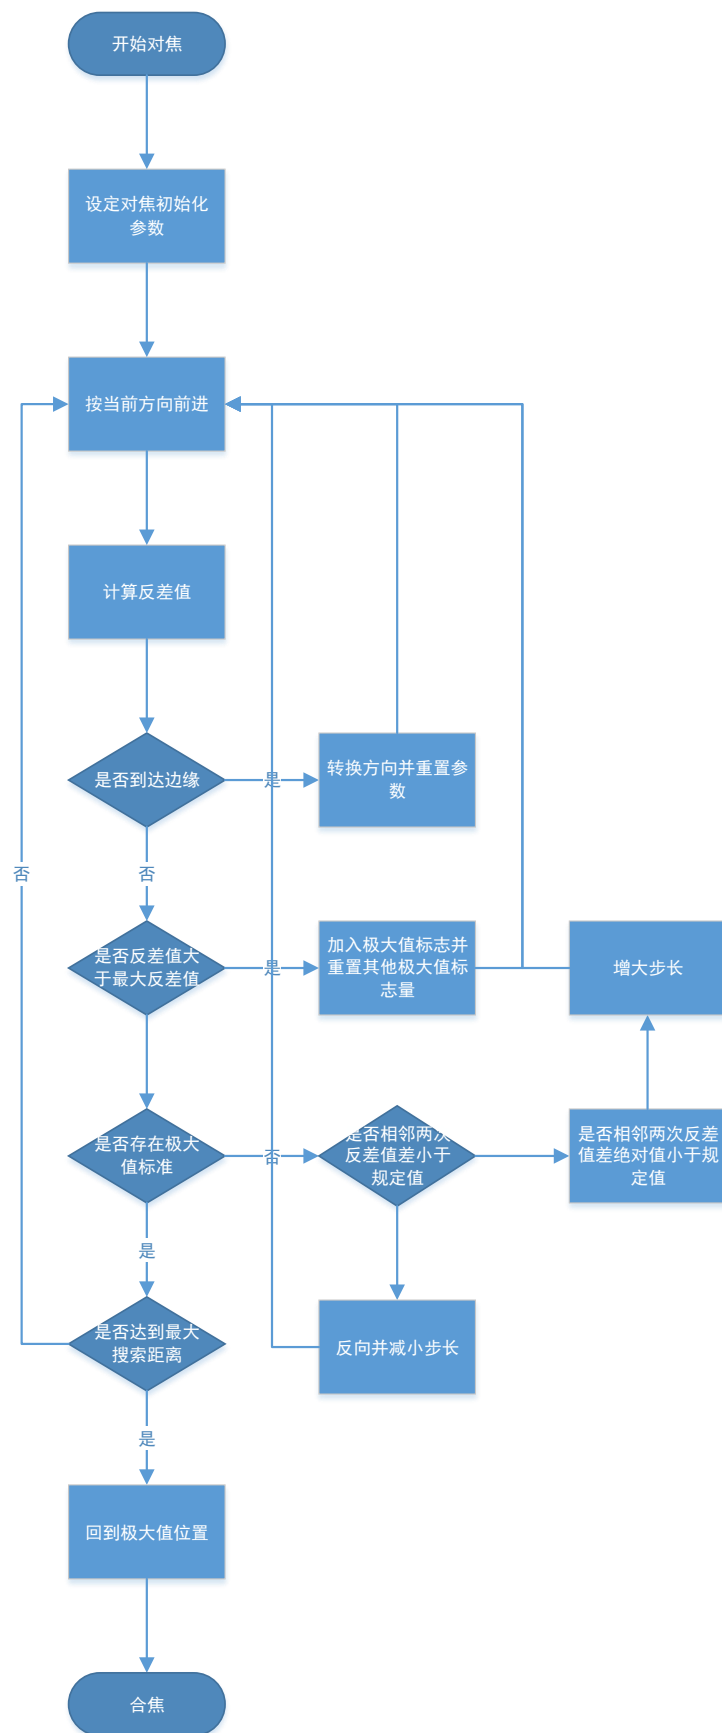 开始对焦
设定对焦初始化
参数
按当前方向前进
计算反差值
是否到达边缘
是
转换方向并重置参
数
否
否
是否反差值大
于最大反差值
是
加入极大值标志并
重置其他极大值标
志量
增大步长
是否存在极大
值标准
否
是否相邻两次
反差值差小于
规定值
是否相邻两次反差
值差绝对值小于规
定值
是
是否达到最大
搜索距离
反向并减小步长
是
回到极大值位置
合焦